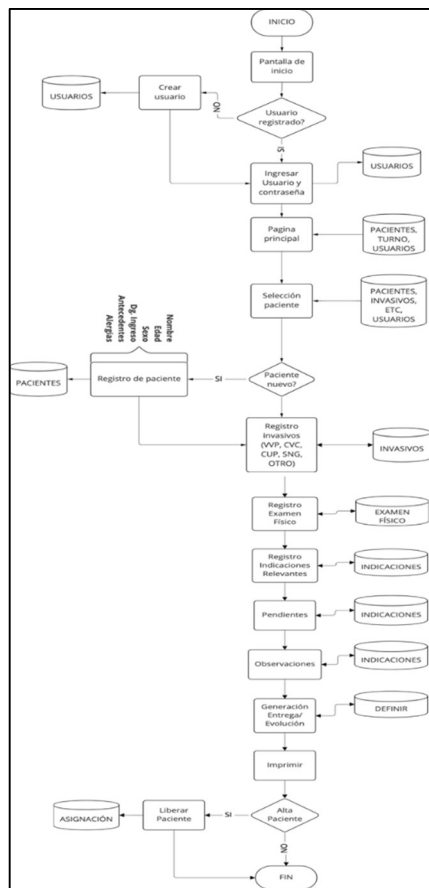 INICIO
Pantalla de
inicio
Crear
usuario
USUARIOS
NO
Usuario
registrado?
SI
Ingresar
Usuario y
contraseña
USUARIOS
Pagina
principal
PACIENTES,
TURNO,
USUARIOS
Selección
paciente
PACIENTES,
INVASIVOS,
ETC,
USUARIOS
Nombre
Edad
Sexo
Dg. Ingreso
Antecedentes
Alergias
PACIENTES
Registro de paciente
SI
Paciente
nuevo?
Registro
Invasivos
(VVP, CVC,
CUP, SNG,
OTRO)
INVASIVOS
Registro
Examen
Físico
EXAMEN
FÍSICO
Registro
Indicaciones
Relevantes
INDICACIONES
Pendientes
INDICACIONES
Observaciones
INDICACIONES
Generación
Entrega/
Evolución
DEFINIR
Imprimir
ASIGNACIÓN
Liberar
Paciente
SI
Alta
Paciente
NO
FIN